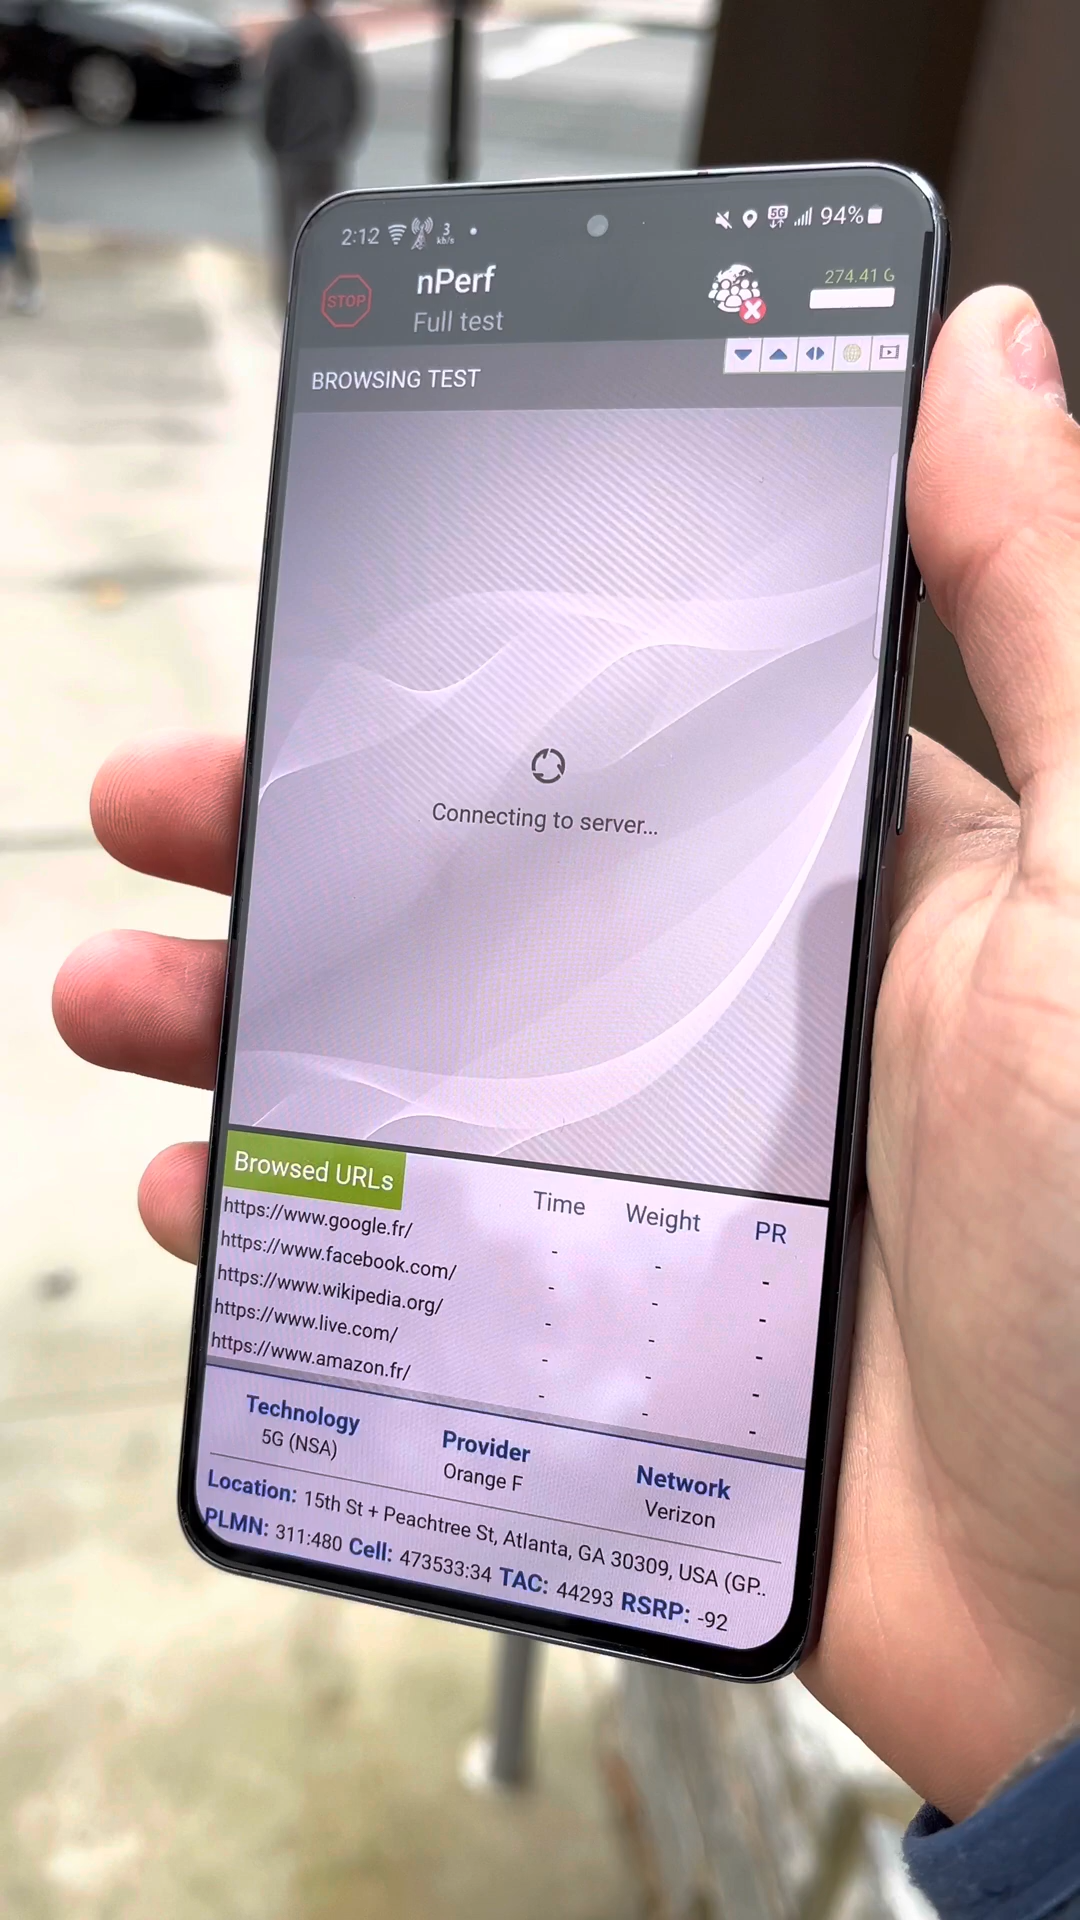 2:12 3 kb/s 5G 94%
STOP nPerf 274.41 G
Full test
BROWSING TEST
Connecting to server...
Browsed URLs Time Weight PR
https://www.google.fr/ - - -
https://www.facebook.com/ - - -
https://www.wikipedia.org/ - - -
https://www.live.com/ - - -
https://www.amazon.fr/ - - -
Technology Provider Network
5G (NSA) Orange F Verizon
Location: 15th St + Peachtree St, Atlanta, GA 30309, USA (GP..
PLMN: 311:480 Cell: 473533:34 TAC: 44293 RSRP: -92